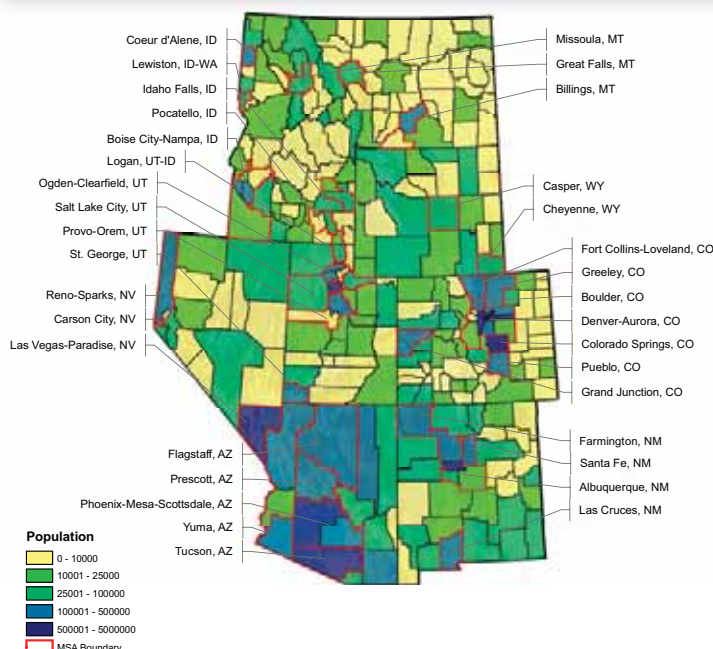 Coeur d'Alene, ID
Lewiston, ID-WA
Idaho Falls, ID
Pocatello, ID
Boise City-Nampa, ID
Logan, UT-ID
Ogden-Clearfield, UT
Salt Lake City, UT
Provo-Orem, UT
St. George, UT
Reno-Sparks, NV
Carson City, NV
Las Vegas-Paradise, NV
Flagstaff, AZ
Prescott, AZ
Phoenix-Mesa-Scottsdale, AZ
Yuma, AZ
Tucson, AZ
Missoula, MT
Great Falls, MT
Billings, MT
Casper, WY
Cheyenne, WY
Fort Collins-Loveland, CO
Greeley, CO
Boulder, CO
Denver-Aurora, CO
Colorado Springs, CO
Pueblo, CO
Grand Junction, CO
Farmington, NM
Santa Fe, NM
Albuquerque, NM
Las Cruces, NM
Population
0 - 10000
10001 - 25000
25001 - 100000
100001 - 500000
500001 - 5000000
MSA Boundary